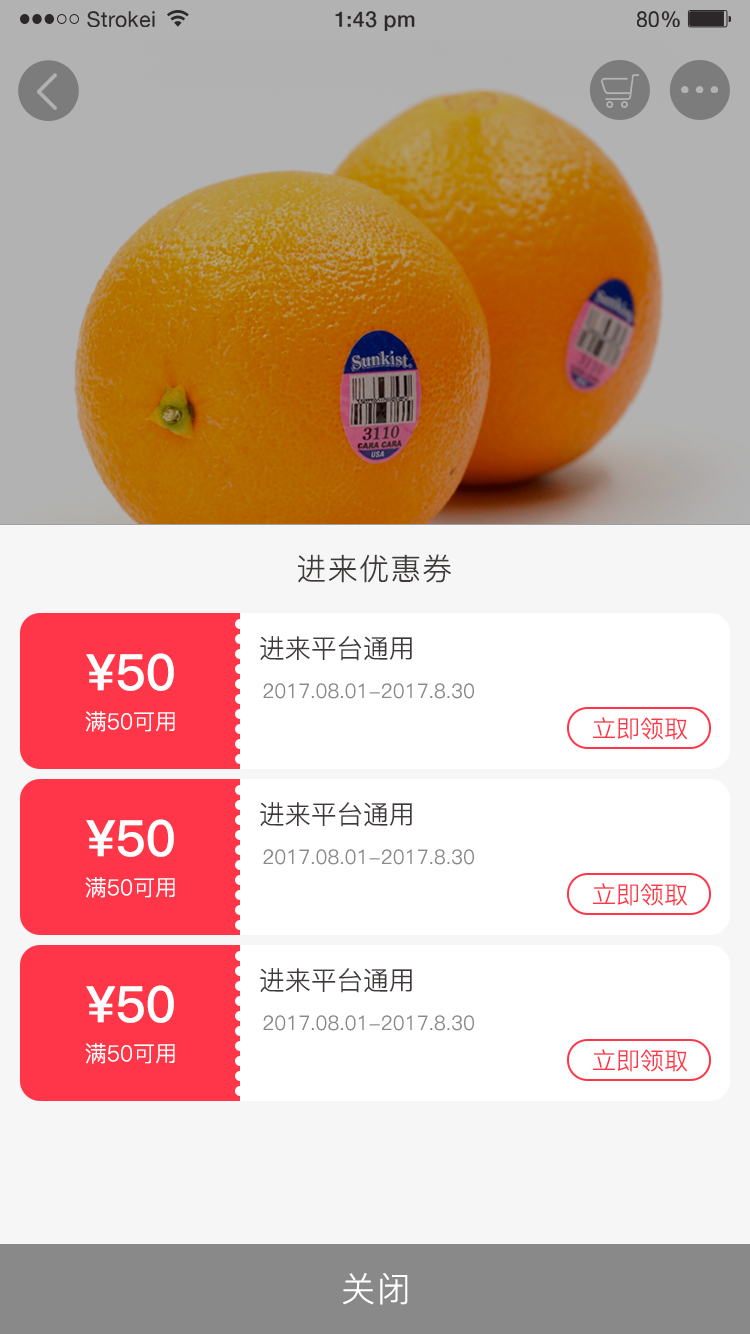 Strokei 1:43 pm 80%
Sunkist
3110
CARA CARA
USA
Sunkist
进来优惠券
¥50
满50可用
进来平台通用
2017.08.01-2017.8.30
立即领取
¥50
满50可用
进来平台通用
2017.08.01-2017.8.30
立即领取
¥50
满50可用
进来平台通用
2017.08.01-2017.8.30
立即领取
关闭